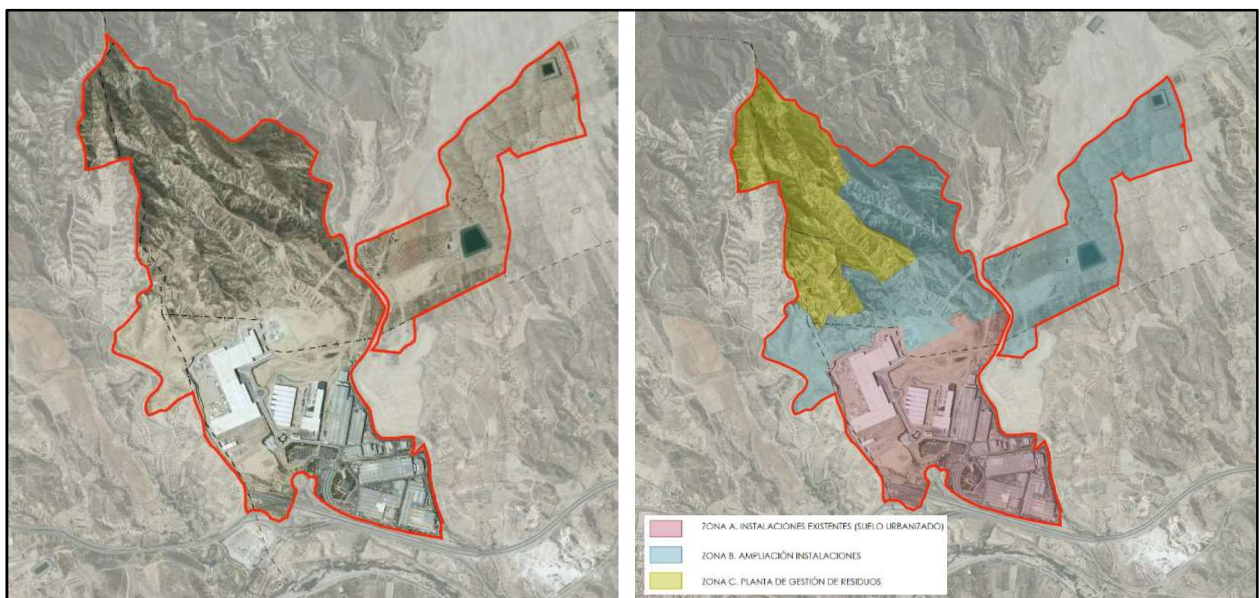 ZONA A. INSTALACIONES EXISTENTES (SUELO URBANIZADO)
ZONA B. AMPLIACIÓN INSTALACIONES
ZONA C. PLANTA DE GESTIÓN DE RESIDUOS